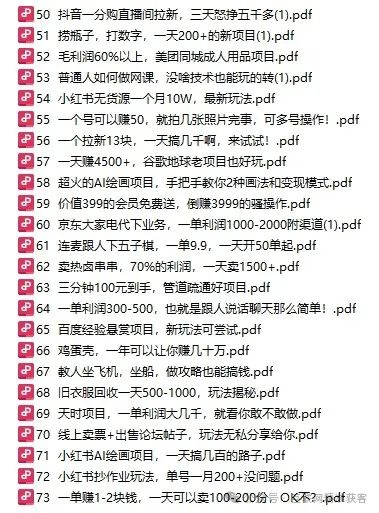 50 抖音一分购直播间拉新，三天怒挣五千多(1).pdf
51 捞瓶子，打数字，一天200+的新项目(1).pdf
52 毛利润60%以上，美团同城成人用品项目.pdf
53 普通人如何做网课，没啥技术也能玩的转(1).pdf
54 小红书无货源一个月10W，最新玩法.pdf
55 一个号可以赚50，就拍几张照片完事，可多号操作！.pdf
56 一个拉新13块，一天搞几千啊，来试试！.pdf
57 一天赚4500+，谷歌地球老项目也好玩.pdf
58 超火的AI绘画项目，手把手教你2种画法和变现模式.pdf
59 价值399的会员免费送，倒赚3999的骚操作.pdf
60 京东大家电代下业务，一单利润1000-2000附渠道(1).pdf
61 连麦跟人下五子棋，一单9.9，一天开50单起.pdf
62 卖热卤串串，70%的利润，一天卖1500+.pdf
63 三分钟100元到手，管道疏通好项目.pdf
64 一单利润300-500，也就是跟人说话聊天那么简单！.pdf
65 百度经验悬赏项目，新玩法可尝试.pdf
66 鸡蛋壳，一年可以让你赚几十万.pdf
67 教人坐飞机，坐船，做攻略也能搞钱.pdf
68 旧衣服回收一天500-1000，玩法揭秘.pdf
69 天时项目，一单利润大几千，就看你敢不敢做.pdf
70 线上卖票+出售论坛帖子，玩法无私分享给你.pdf
71 小红书AI绘画项目，一天搞几百的路子.pdf
72 小红书抄作业玩法，单号一月200+没问题.pdf
73 一单赚1-2块钱，一天可以卖100-200份，OK不？.pdf